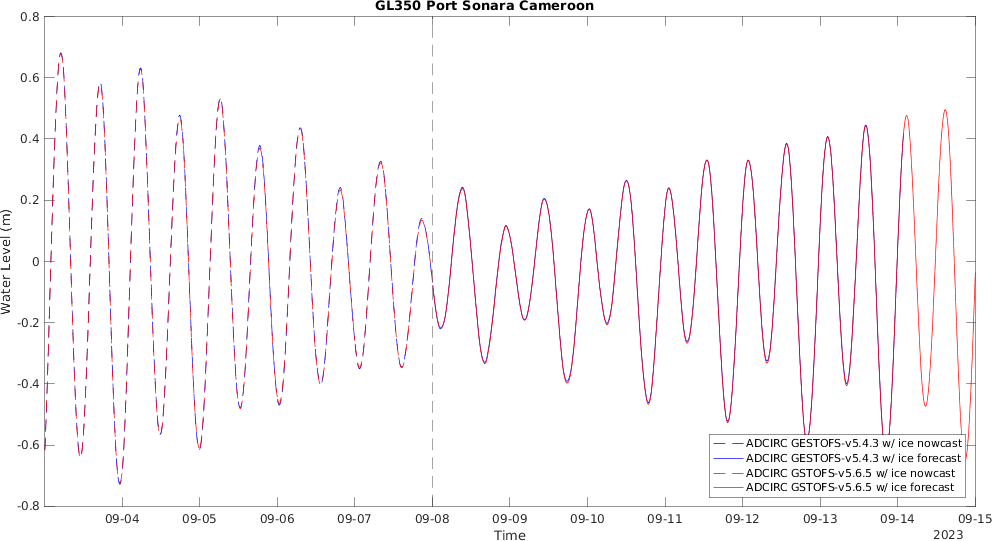 GL350 Port Sonara Cameroon
0.8
0.6
0.4
0.2
0
-0.2
-0.4
-0.6
-0.8
Water Level (m)
ADCIRC GESTOFS-v5.4.3 w/ ice nowcast
ADCIRC GESTOFS-v5.4.3 w/ ice forecast
ADCIRC GSTOFS-v5.6.5 w/ ice nowcast
ADCIRC GSTOFS-v5.6.5 w/ ice forecast
09-04 09-05 09-06 09-07 09-08 09-09 09-10 09-11 09-12 09-13 09-14 09-15
Time
2023